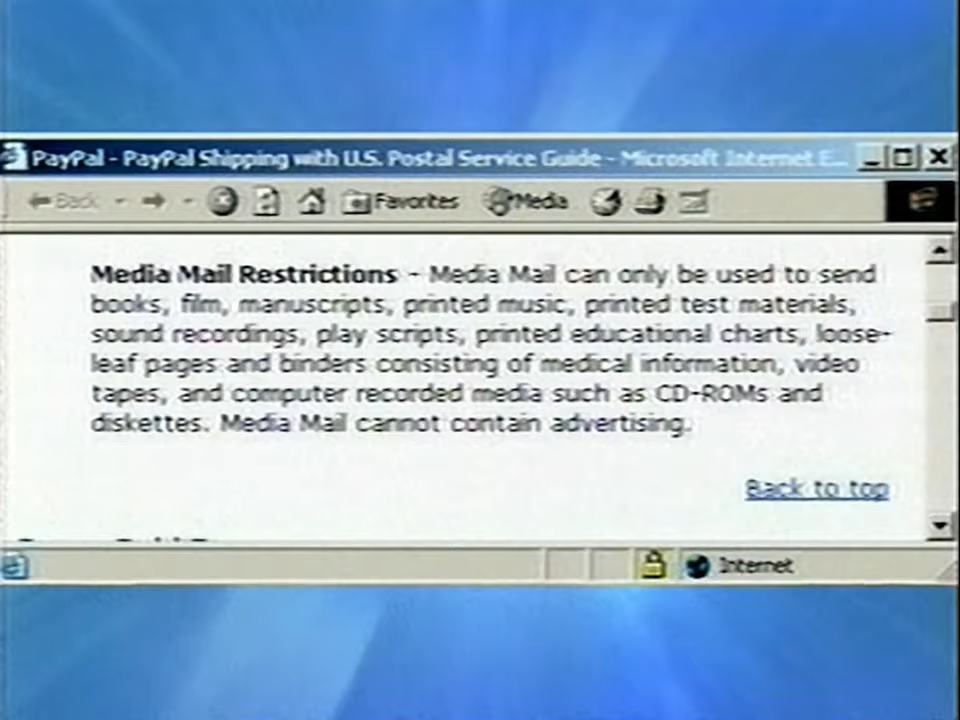 PayPal - PayPal Shipping with U.S. Postal Service Guide - Microsoft Internet E...
Back
Favorites
Media
Media Mail Restrictions - Media Mail can only be used to send
books, film, manuscripts, printed music, printed test materials,
sound recordings, play scripts, printed educational charts, loose-
leaf pages and binders consisting of medical information, video
tapes, and computer recorded media such as CD-ROMs and
diskettes. Media Mail cannot contain advertising.
Back to top
Internet